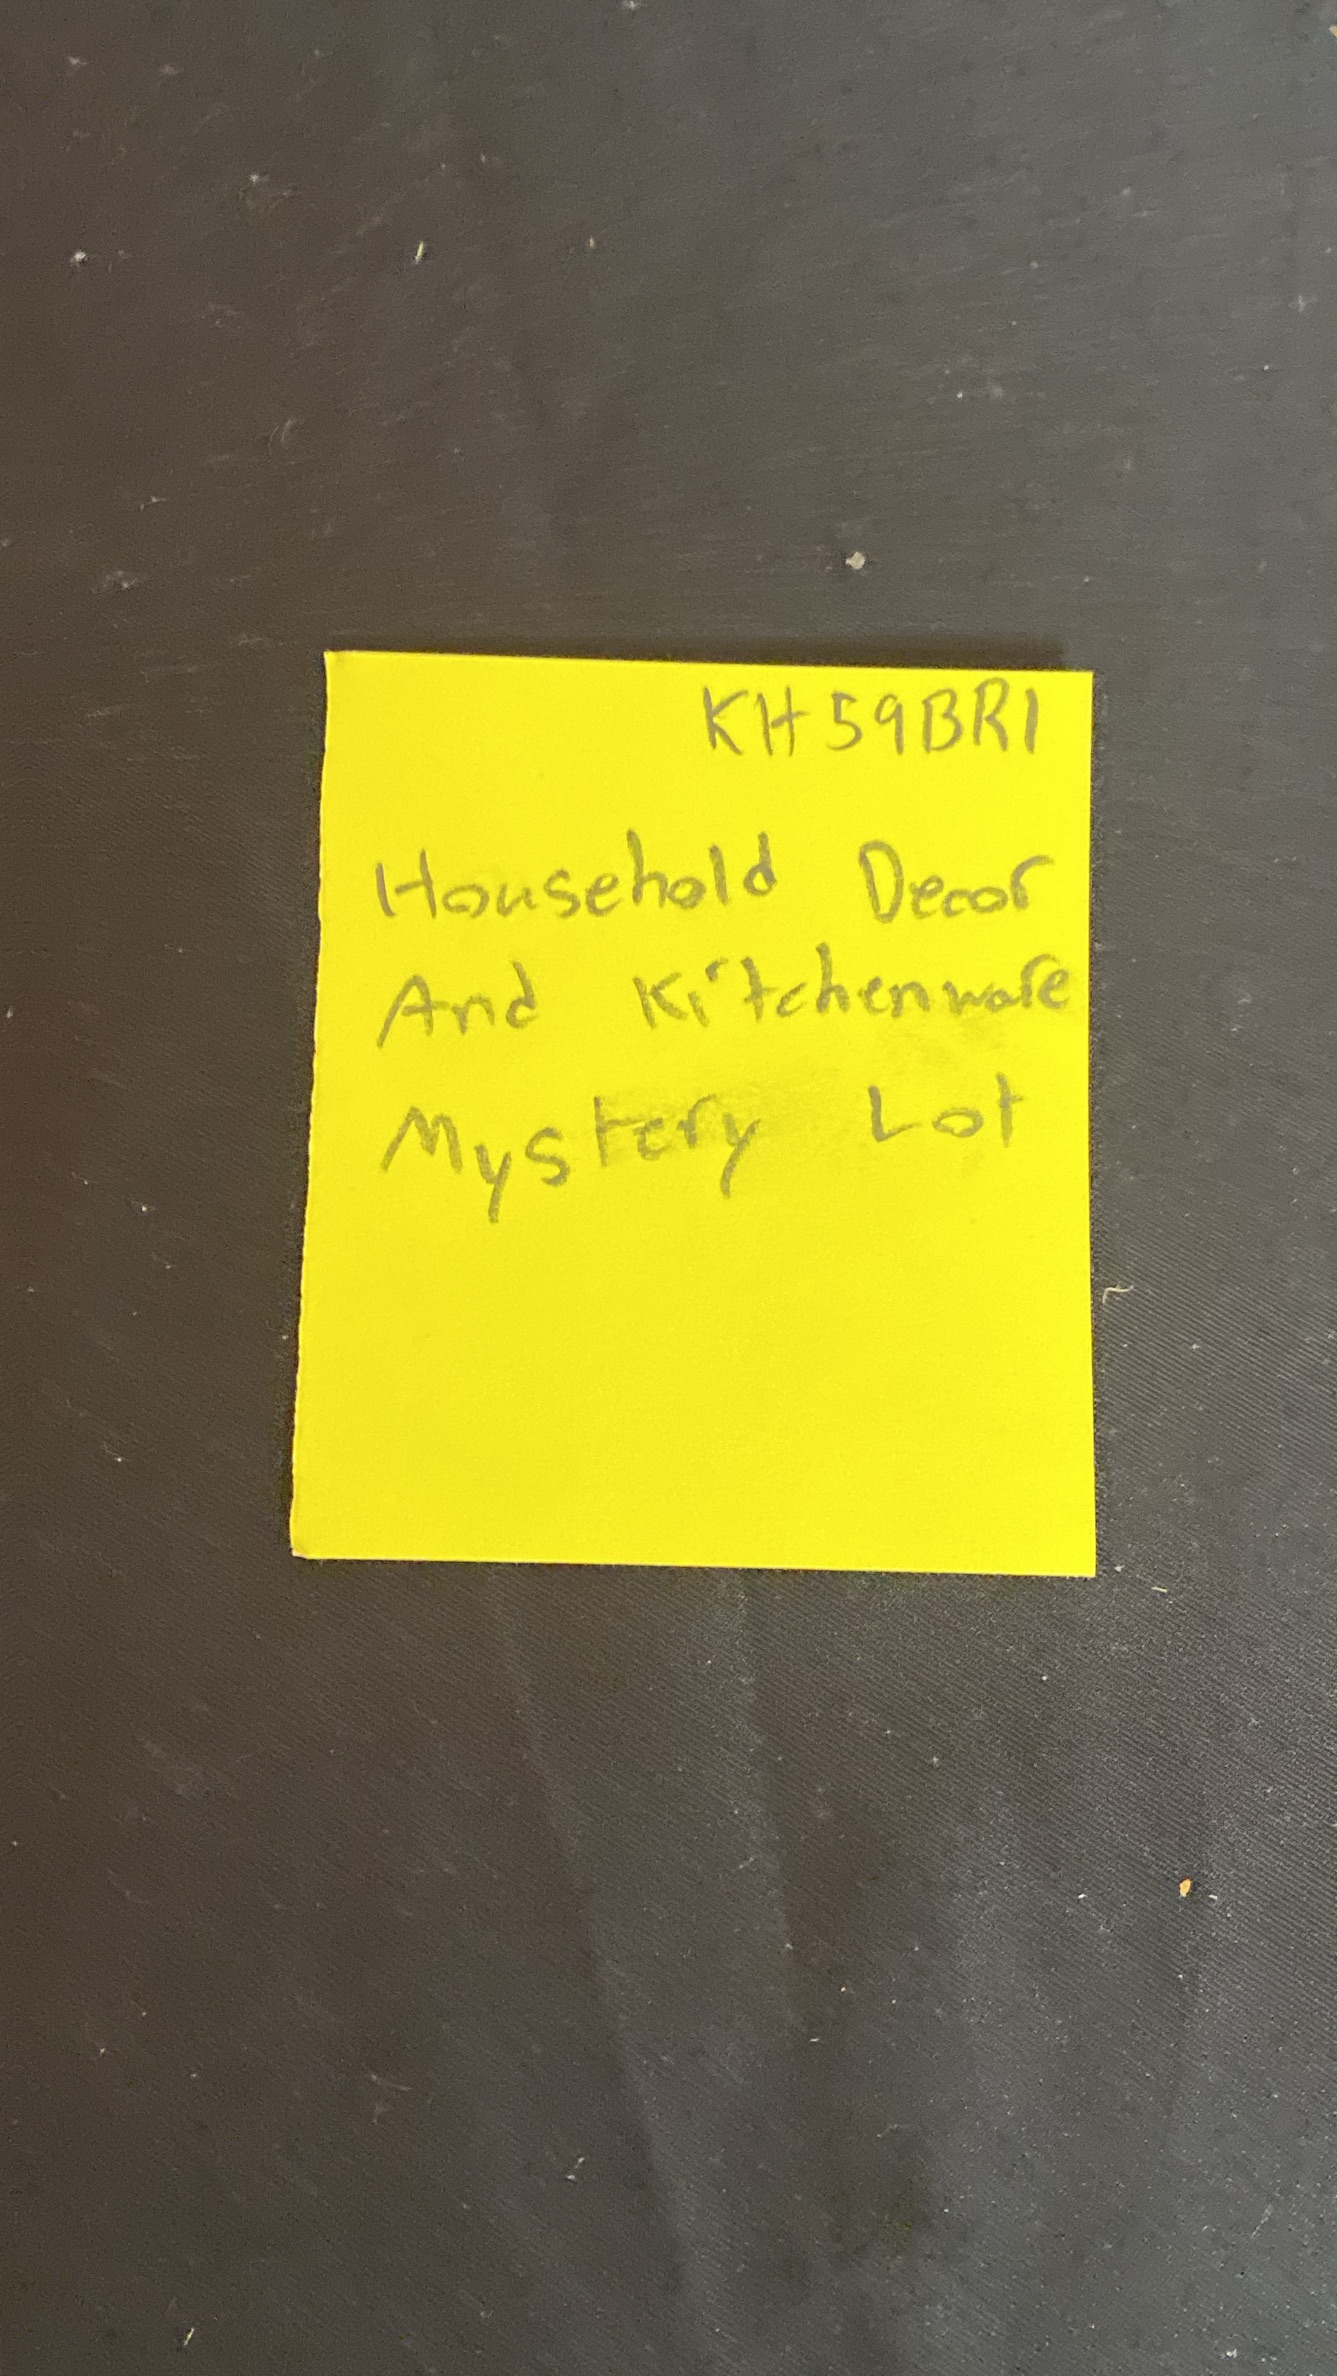 KH59BR1
Household Decor
And Kitchenware
Mystery Lot